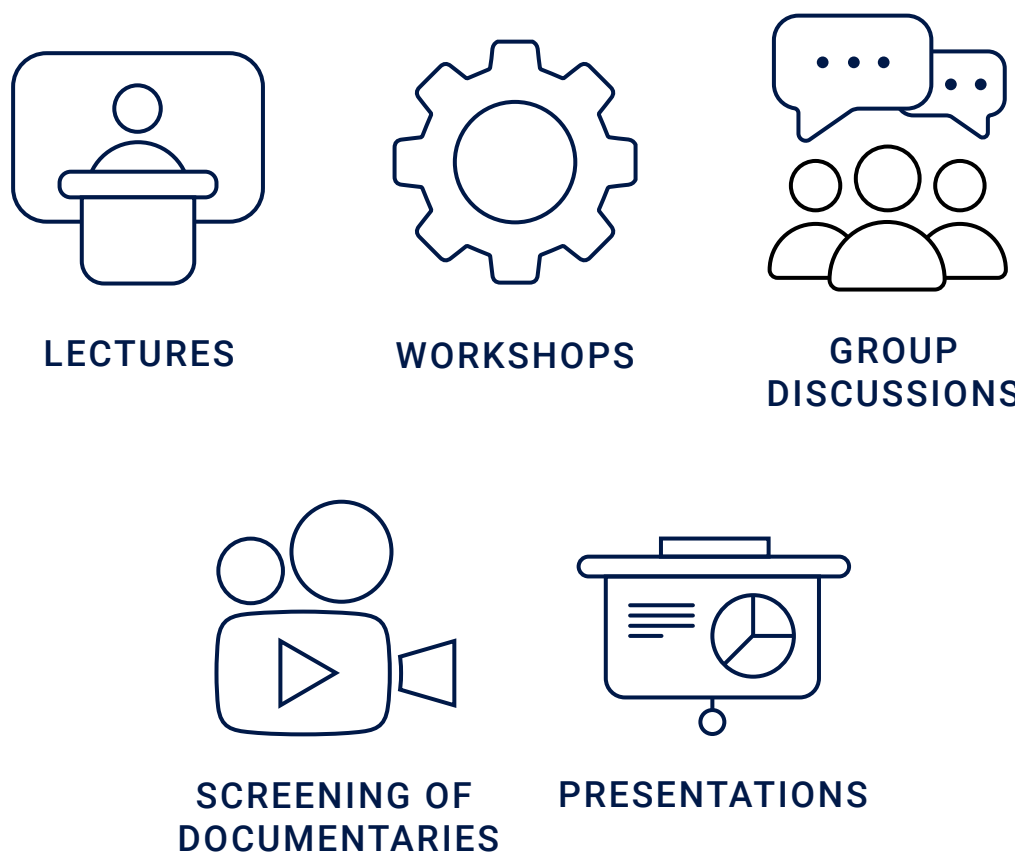 LECTURES
WORKSHOPS
GROUP
DISCUSSIONS
SCREENING OF
DOCUMENTARIES
PRESENTATIONS